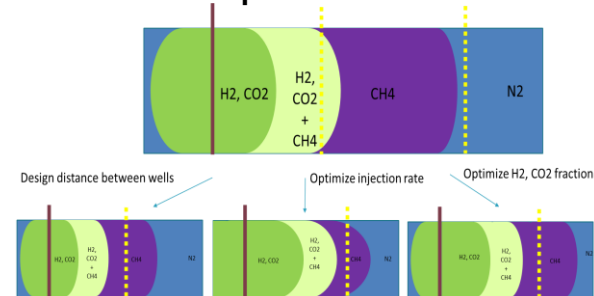 H2, CO2
H2,
CO2
+
CH4
CH4
N2
Design distance between wells
Optimize injection rate
Optimize H2, CO2 fraction
H2, CO2
H2,
CO2
+
CH4
CH4
N2
H2, CO2
H2,
CO2
+
CH4
CH4
N2
H2, CO2
H2,
CO2
+
CH4
CH4
N2